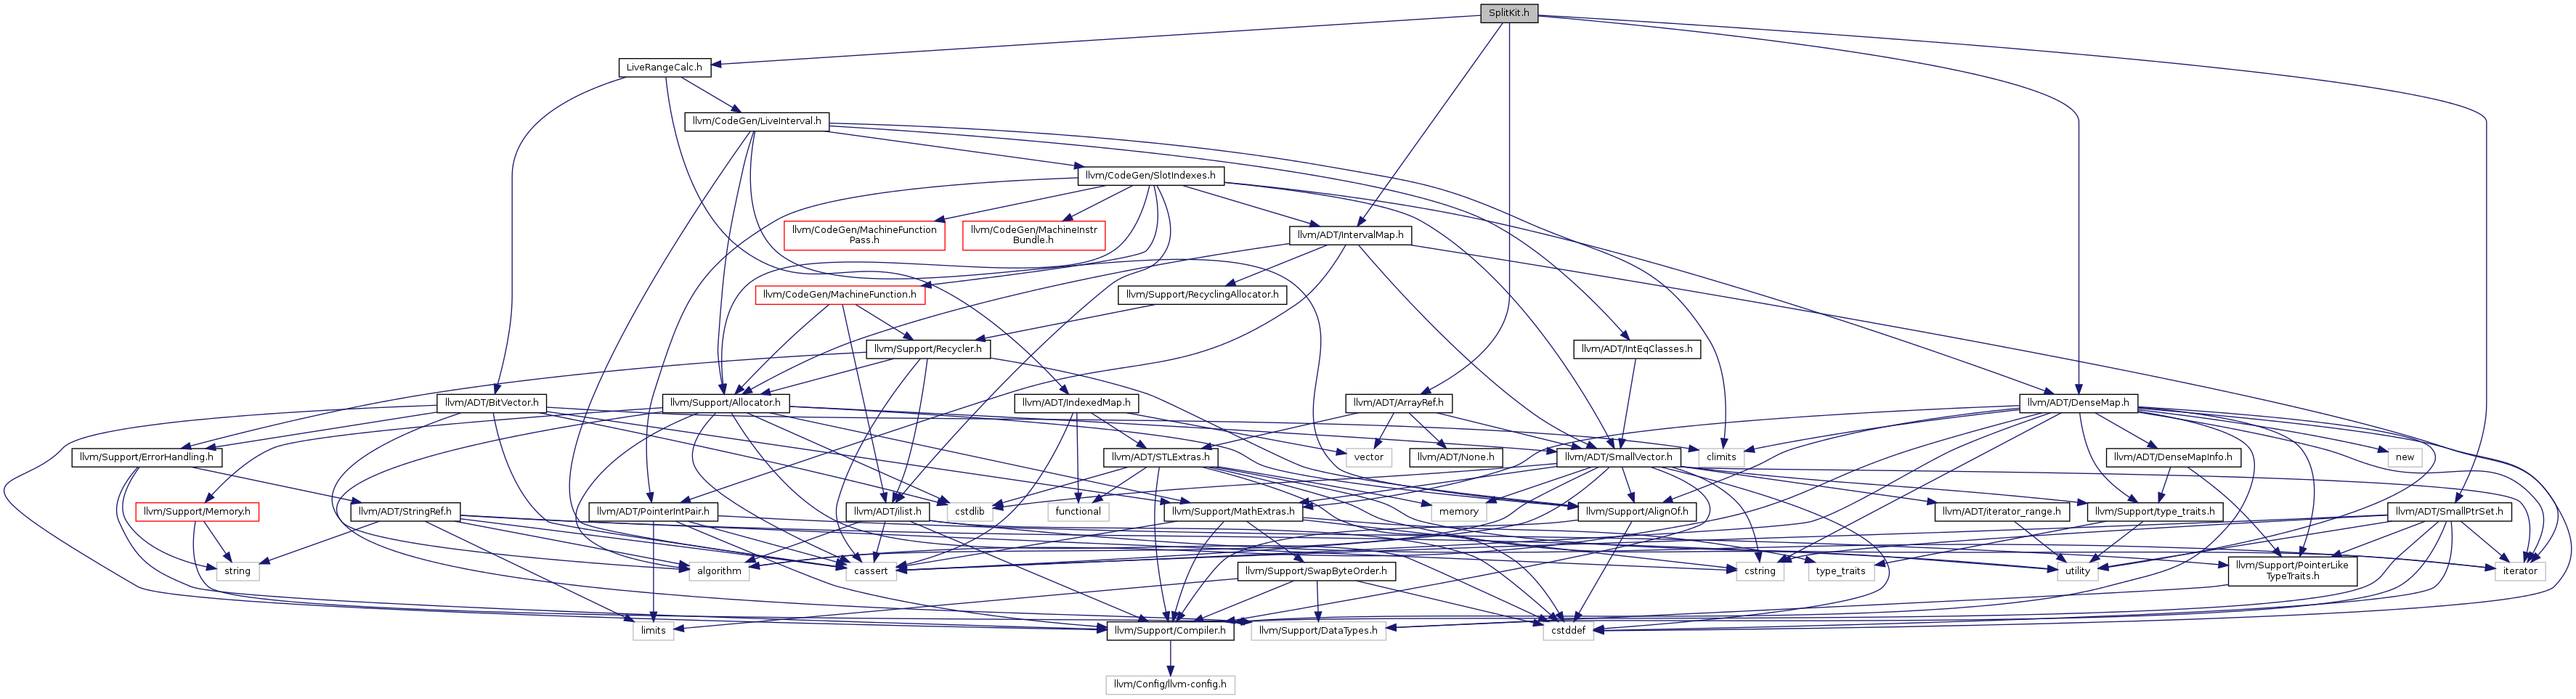 SplitKit.h
LiveRangeCalc.h
llvm/CodeGen/LiveInterval.h
llvm/CodeGen/SlotIndexes.h
llvm/CodeGen/MachineFunction
Pass.h
llvm/CodeGen/MachineInstr
Bundle.h
llvm/ADT/IntervalMap.h
llvm/CodeGen/MachineFunction.h
llvm/Support/RecyclingAllocator.h
llvm/Support/Recycler.h
llvm/ADT/IntEqClasses.h
llvm/ADT/BitVector.h
llvm/Support/Allocator.h
llvm/ADT/IndexedMap.h
llvm/ADT/ArrayRef.h
llvm/ADT/DenseMap.h
llvm/Support/ErrorHandling.h
llvm/ADT/STLExtras.h
vector
llvm/ADT/None.h
llvm/ADT/SmallVector.h
climits
llvm/ADT/DenseMapInfo.h
new
llvm/Support/Memory.h
llvm/ADT/StringRef.h
llvm/ADT/PointerIntPair.h
llvm/ADT/ilist.h
cstdlib
functional
llvm/Support/MathExtras.h
memory
llvm/Support/AlignOf.h
llvm/ADT/iterator_range.h
llvm/Support/type_traits.h
llvm/ADT/SmallPtrSet.h
string
algorithm
cassert
llvm/Support/SwapByteOrder.h
cstring
type_traits
utility
llvm/Support/PointerLike
TypeTraits.h
iterator
limits
llvm/Support/Compiler.h
llvm/Support/DataTypes.h
cstddef
llvm/Config/llvm-config.h